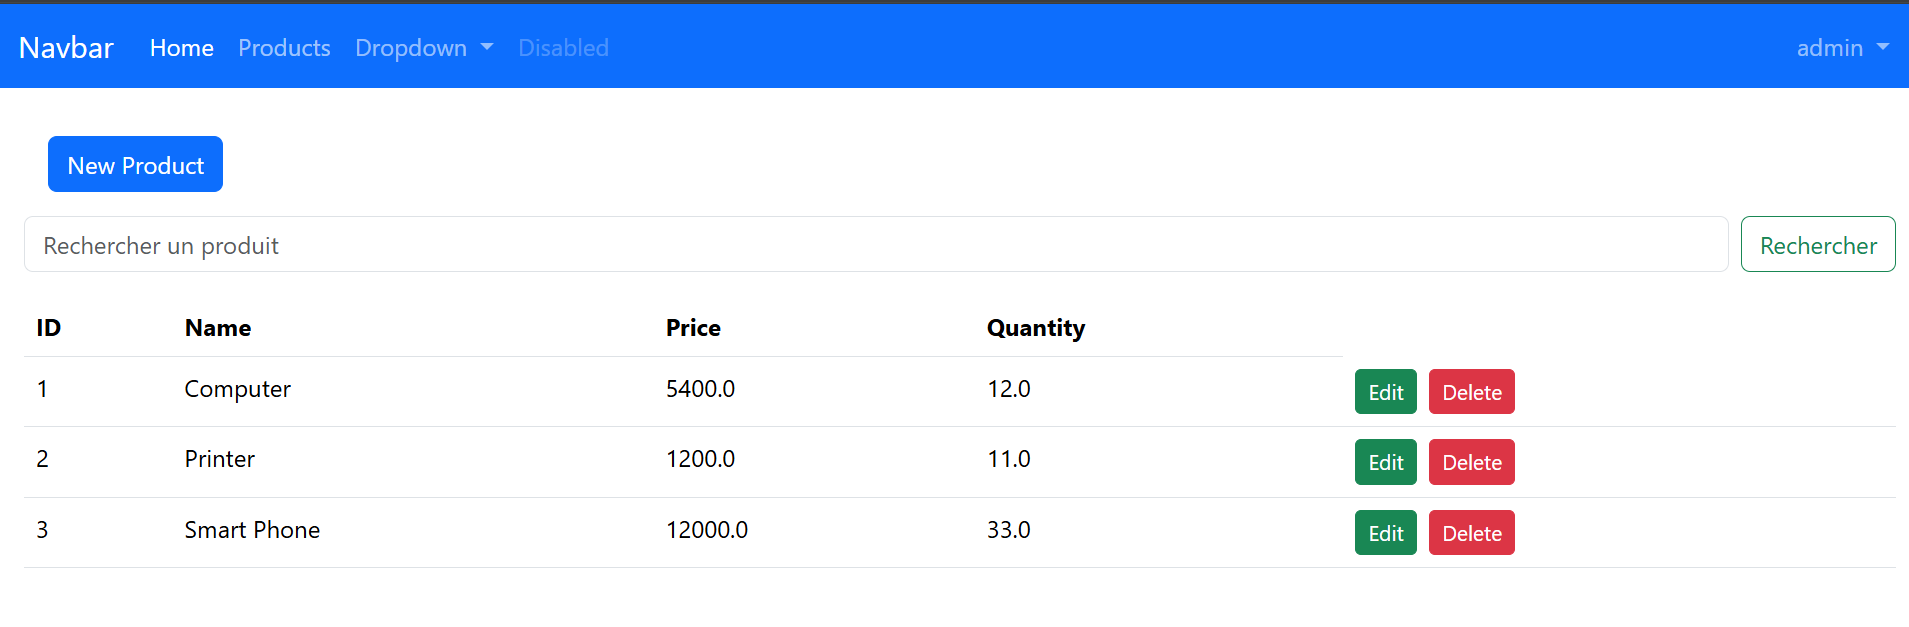 Navbar Home Products Dropdown Disabled admin
New Product
Rechercher un produit Rechercher
ID Name Price Quantity
1 Computer 5400.0 12.0 Edit Delete
2 Printer 1200.0 11.0 Edit Delete
3 Smart Phone 12000.0 33.0 Edit Delete